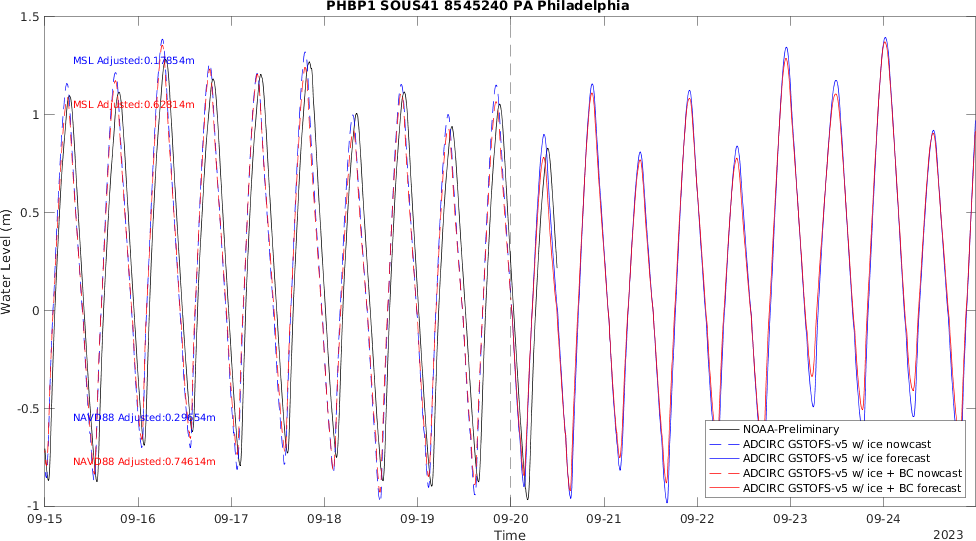 PHBP1 SOUS41 8545240 PA Philadelphia
1.5
MSL Adjusted:0.17854m
MSL Adjusted:0.62814m
1
0.5
Water Level (m)
0
-0.5
NAVD88 Adjusted:0.29654m
NAVD88 Adjusted:0.74614m
NOAA-Preliminary
ADCIRC GSTOFS-v5 w/ ice nowcast
ADCIRC GSTOFS-v5 w/ ice forecast
ADCIRC GSTOFS-v5 w/ ice + BC nowcast
ADCIRC GSTOFS-v5 w/ ice + BC forecast
-1
09-15 09-16 09-17 09-18 09-19 09-20 09-21 09-22 09-23 09-24
Time
2023